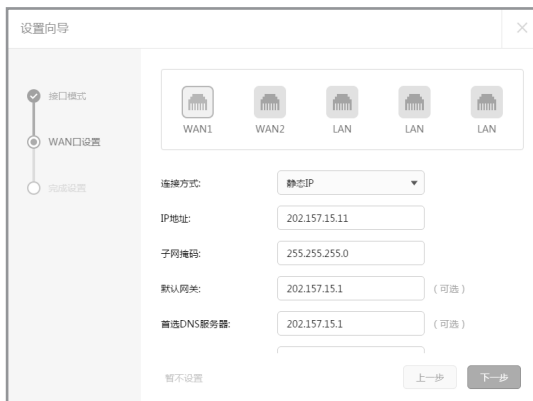 设置向导
接口模式
WAN口设置
完成设置
WAN1 WAN2 LAN LAN LAN
连接方式: 静态IP
IP地址: 202.157.15.11
子网掩码: 255.255.255.0
默认网关: 202.157.15.1 (可选)
首选DNS服务器: 202.157.15.1 (可选)
暂不设置 上一步 下一步